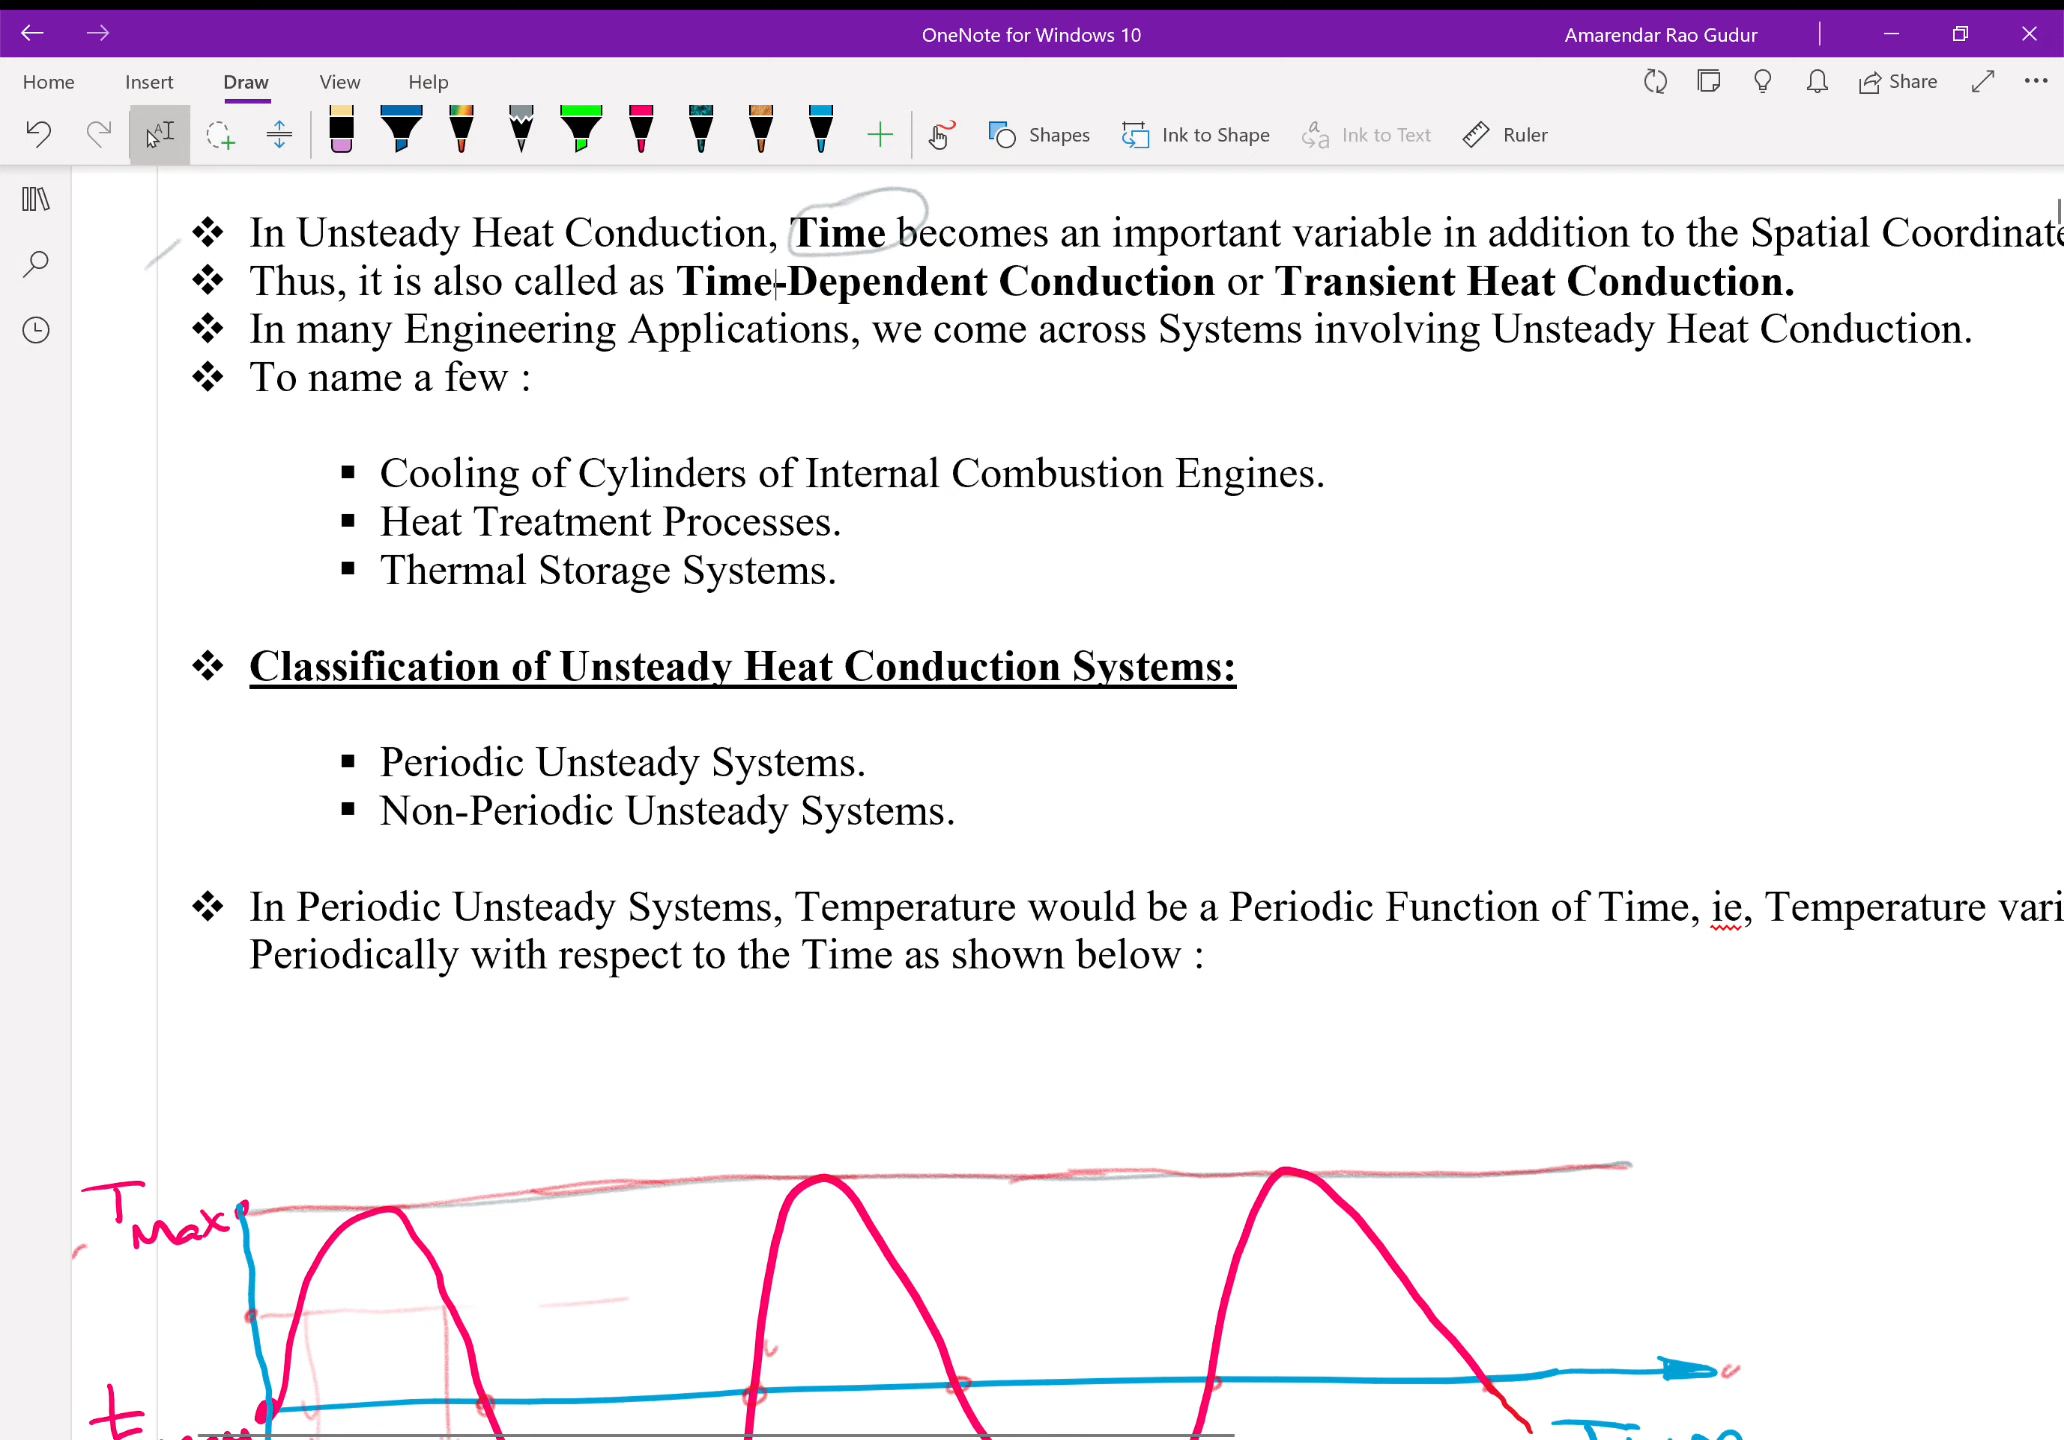 OneNote for Windows 10
Amarendar Rao Gudur
Home Insert Draw View Help
Share
Shapes Ink to Shape Ink to Text Ruler
In Unsteady Heat Conduction, Time becomes an important variable in addition to the Spatial Coordinate
Thus, it is also called as Time-Dependent Conduction or Transient Heat Conduction.
In many Engineering Applications, we come across Systems involving Unsteady Heat Conduction.
To name a few :
Cooling of Cylinders of Internal Combustion Engines.
Heat Treatment Processes.
Thermal Storage Systems.
Classification of Unsteady Heat Conduction Systems:
Periodic Unsteady Systems.
Non-Periodic Unsteady Systems.
In Periodic Unsteady Systems, Temperature would be a Periodic Function of Time, ie, Temperature vari
Periodically with respect to the Time as shown below :
TMax
t